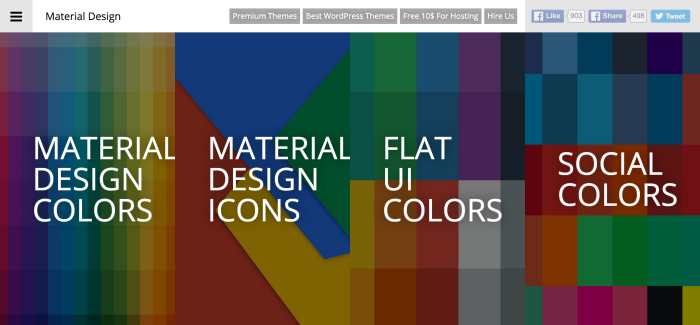 Material Design
Premium Themes
Best WordPress Themes
Free 10$ For Hosting
Hire Us
Like
903
Share
498
Tweet
MATERIAL
DESIGN
COLORS
MATERIAL
DESIGN
ICONS
FLAT
UI
COLORS
SOCIAL
COLORS